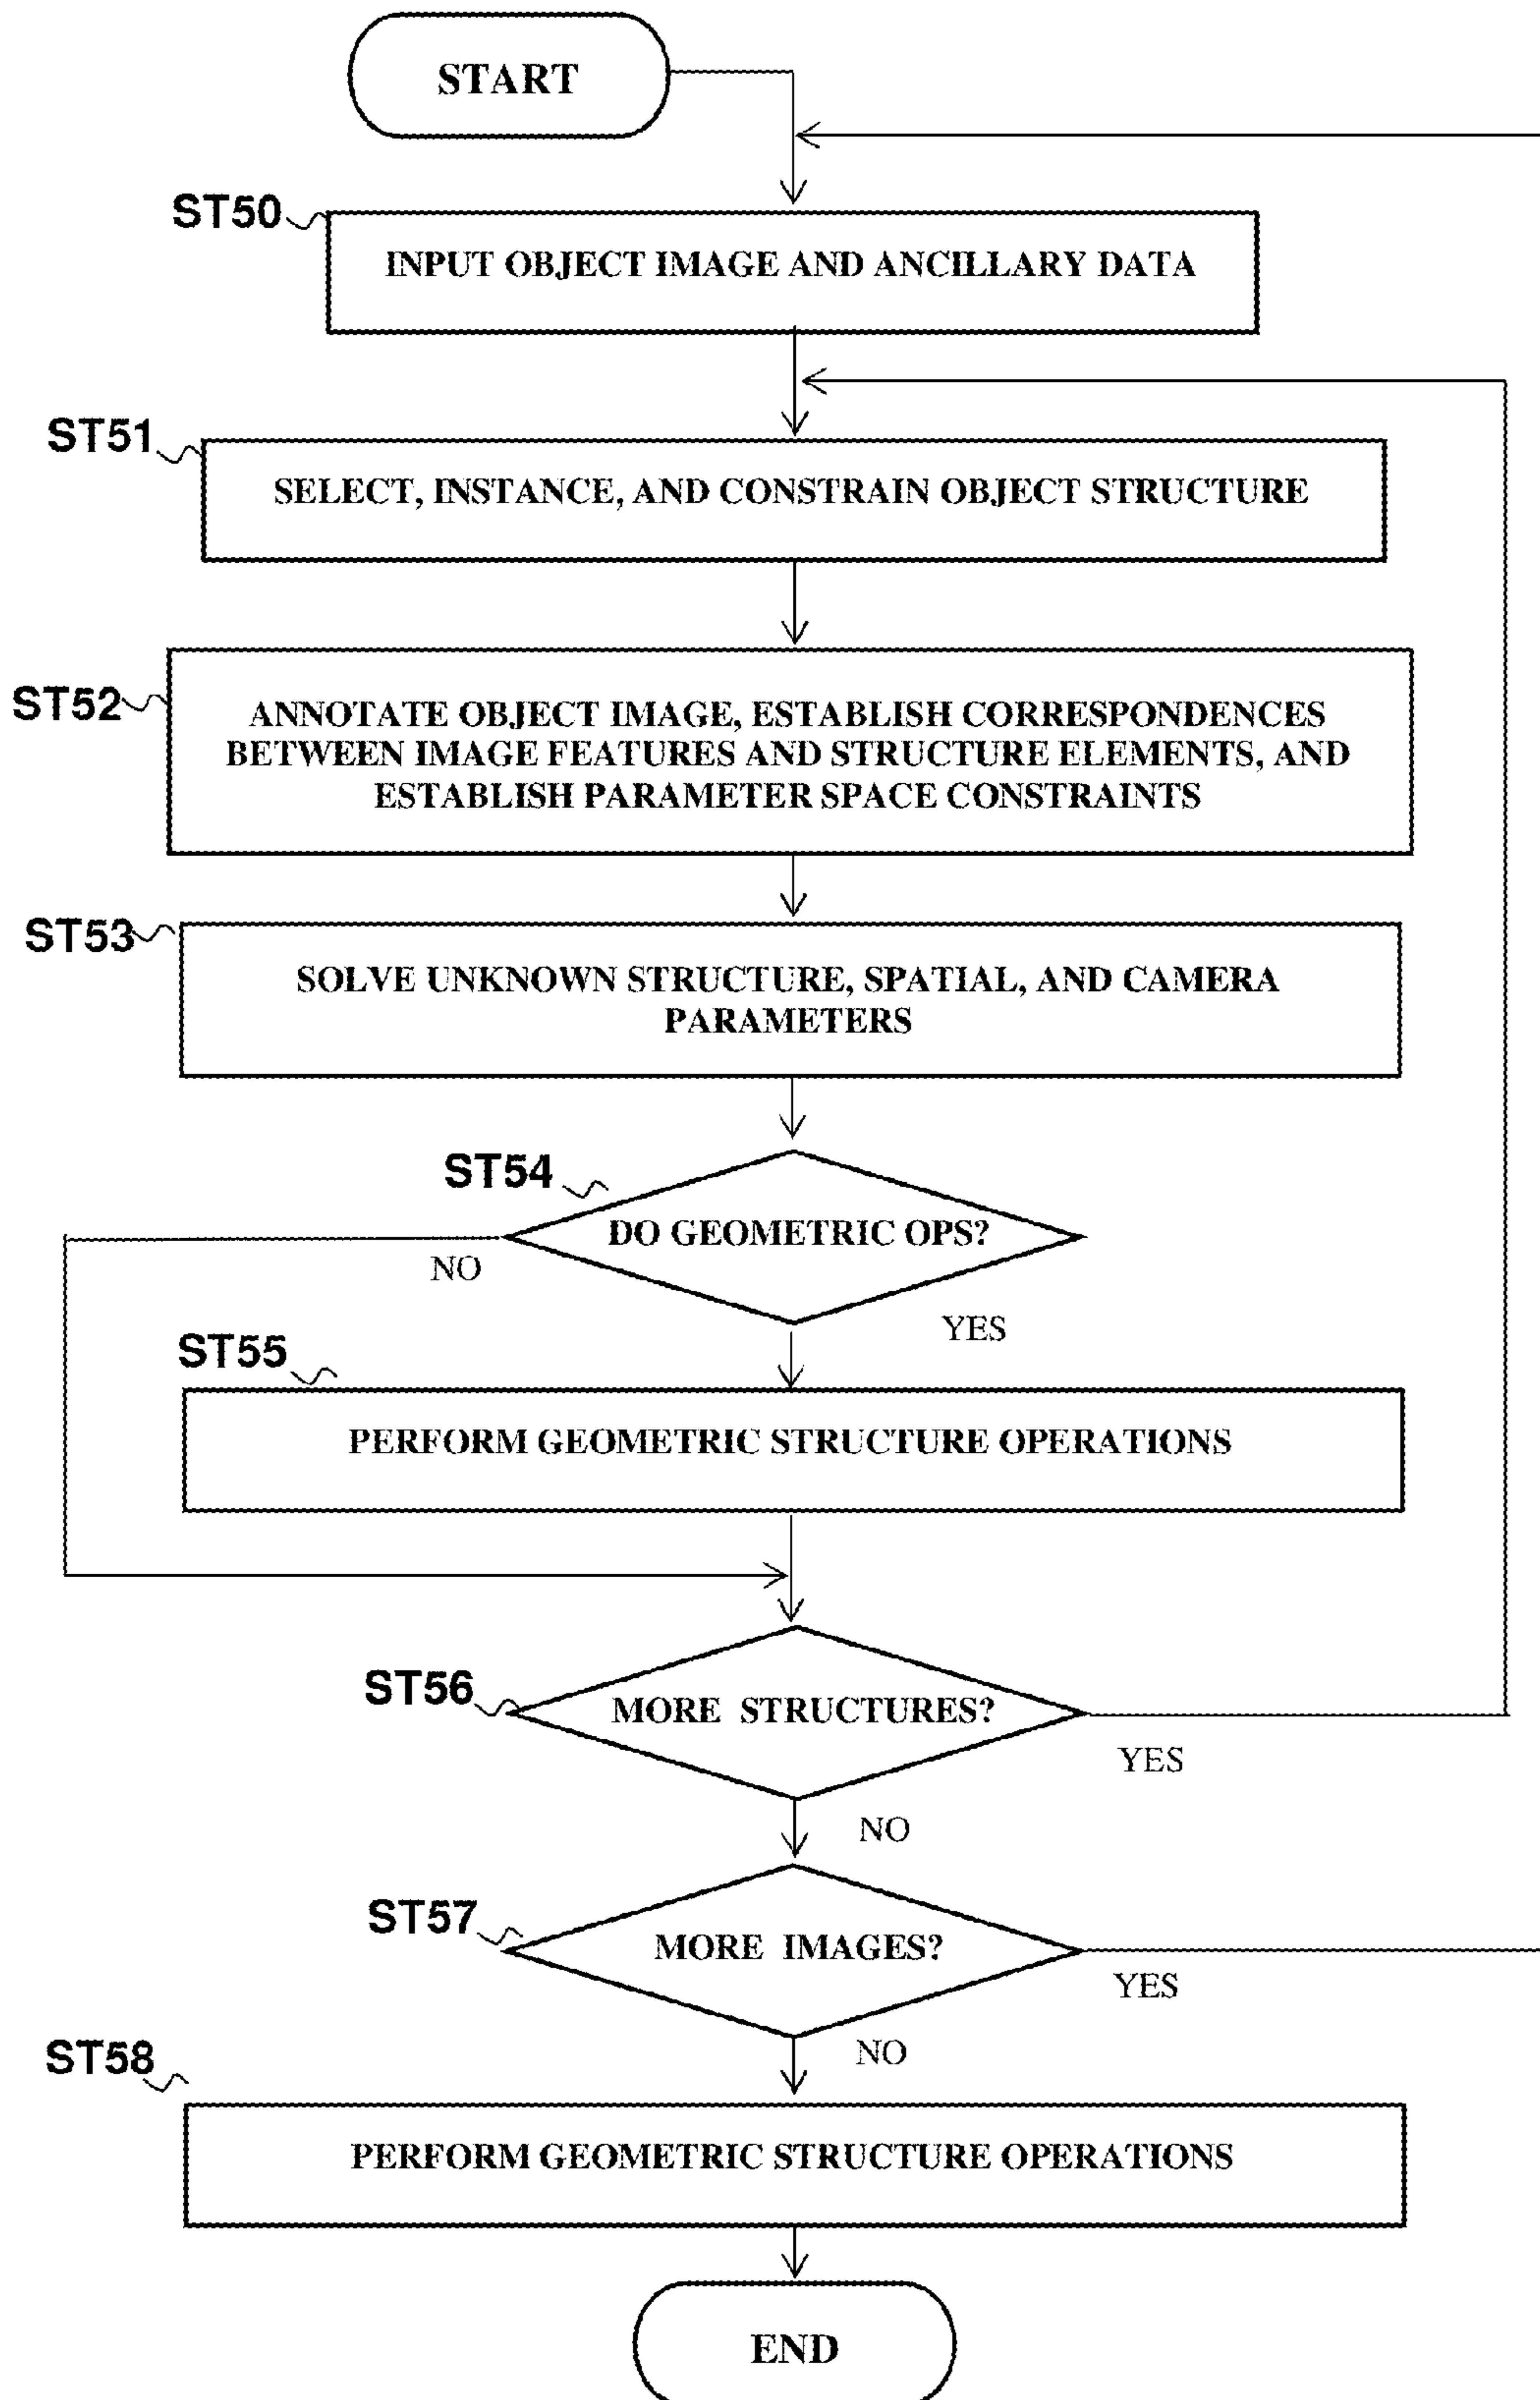 START
ST50
INPUT OBJECT IMAGE AND ANCILLARY DATA
ST51
SELECT, INSTANCE, AND CONSTRAIN OBJECT STRUCTURE
ST52
ANNOTATE OBJECT IMAGE, ESTABLISH CORRESPONDENCES
BETWEEN IMAGE FEATURES AND STRUCTURE ELEMENTS, AND
ESTABLISH PARAMETER SPACE CONSTRAINTS
ST53
SOLVE UNKNOWN STRUCTURE, SPATIAL, AND CAMERA
PARAMETERS
ST54
DO GEOMETRIC OPS?
NO
YES
ST55
PERFORM GEOMETRIC STRUCTURE OPERATIONS
ST56
MORE STRUCTURES?
YES
NO
ST57
MORE IMAGES?
YES
NO
ST58
PERFORM GEOMETRIC STRUCTURE OPERATIONS
END